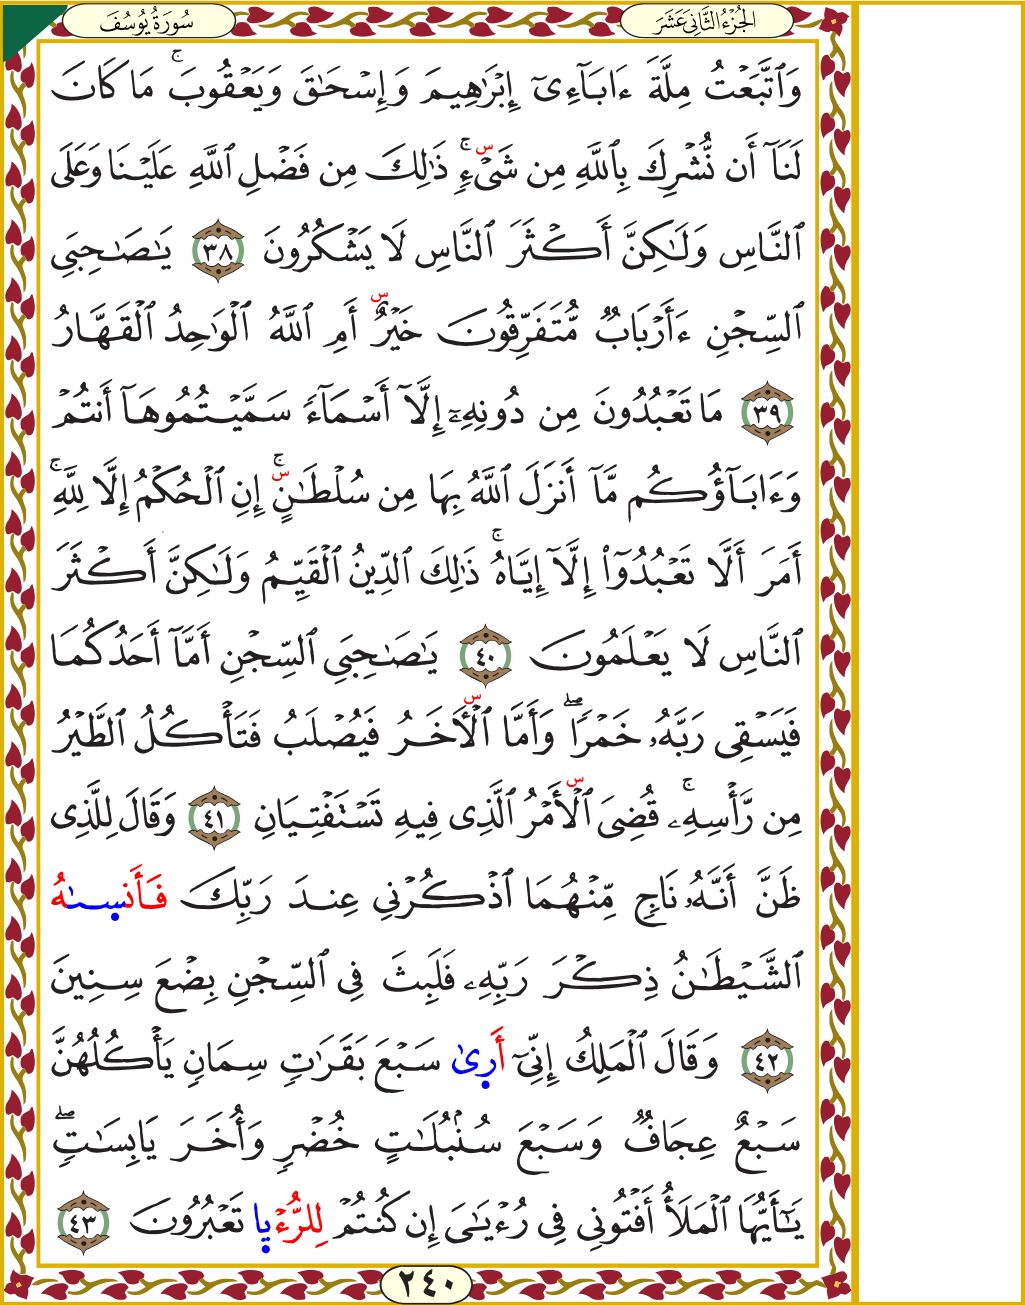 سُورَةُ يُوسُفَ
الجُزْءُ الثَّانِيَ عَشَرَ
وَٱتَّبَعْتُ مِلَّةَ ءَابَآءِىٓ إِبْرَٰهِيمَ وَإِسْحَٰقَ وَيَعْقُوبَ ۚ مَا كَانَ
لَنَآ أَن نُّشْرِكَ بِٱللَّهِ مِن شَىْءٍ ۚ ذَٰلِكَ مِن فَضْلِ ٱللَّهِ عَلَيْنَا وَعَلَى
ٱلنَّاسِ وَلَٰكِنَّ أَكْثَرَ ٱلنَّاسِ لَا يَشْكُرُونَ ٣٨ يَٰصَٰحِبَىِ
ٱلسِّجْنِ ءَأَرْبَابٌ مُّتَفَرِّقُونَ خَيْرٌ أَمِ ٱللَّهُ ٱلْوَٰحِدُ ٱلْقَهَّارُ
٣٩ مَا تَعْبُدُونَ مِن دُونِهِۦٓ إِلَّآ أَسْمَآءً سَمَّيْتُمُوهَآ أَنتُمْ
وَءَابَآؤُكُم مَّآ أَنزَلَ ٱللَّهُ بِهَا مِن سُلْطَٰنٍ ۚ إِنِ ٱلْحُكْمُ إِلَّا لِلَّهِ ۚ
أَمَرَ أَلَّا تَعْبُدُوٓا۟ إِلَّآ إِيَّاهُ ۚ ذَٰلِكَ ٱلدِّينُ ٱلْقَيِّمُ وَلَٰكِنَّ أَكْثَرَ
ٱلنَّاسِ لَا يَعْلَمُونَ ٤٠ يَٰصَٰحِبَىِ ٱلسِّجْنِ أَمَّآ أَحَدُكُمَا
فَيَسْقِى رَبَّهُۥ خَمْرًا ۖ وَأَمَّا ٱلْأَخَرُ فَيُصْلَبُ فَتَأْكُلُ ٱلطَّيْرُ
مِن رَّأْسِهِۦ ۚ قُضِىَ ٱلْأَمْرُ ٱلَّذِى فِيهِ تَسْتَفْتِيَانِ ٤١ وَقَالَ لِلَّذِى
ظَنَّ أَنَّهُۥ نَاجٍ مِّنْهُمَا ٱذْكُرْنِى عِندَ رَبِّكَ فَأَنسىٰهُ
ٱلشَّيْطَٰنُ ذِكْرَ رَبِّهِۦ فَلَبِثَ فِى ٱلسِّجْنِ بِضْعَ سِنِينَ
٤٢ وَقَالَ ٱلْمَلِكُ إِنِّىٓ أَرىٰ سَبْعَ بَقَرَٰتٍ سِمَانٍ يَأْكُلُهُنَّ
سَبْعٌ عِجَافٌ وَسَبْعَ سُنۢبُلَٰتٍ خُضْرٍ وَأُخَرَ يَابِسَٰتٍ ۖ
يَٰٓأَيُّهَا ٱلْمَلَأُ أَفْتُونِى فِى رُءْيَٰىَ إِن كُنتُمْ لِلرُّءْيا تَعْبُرُونَ ٤٣
٢٤٠